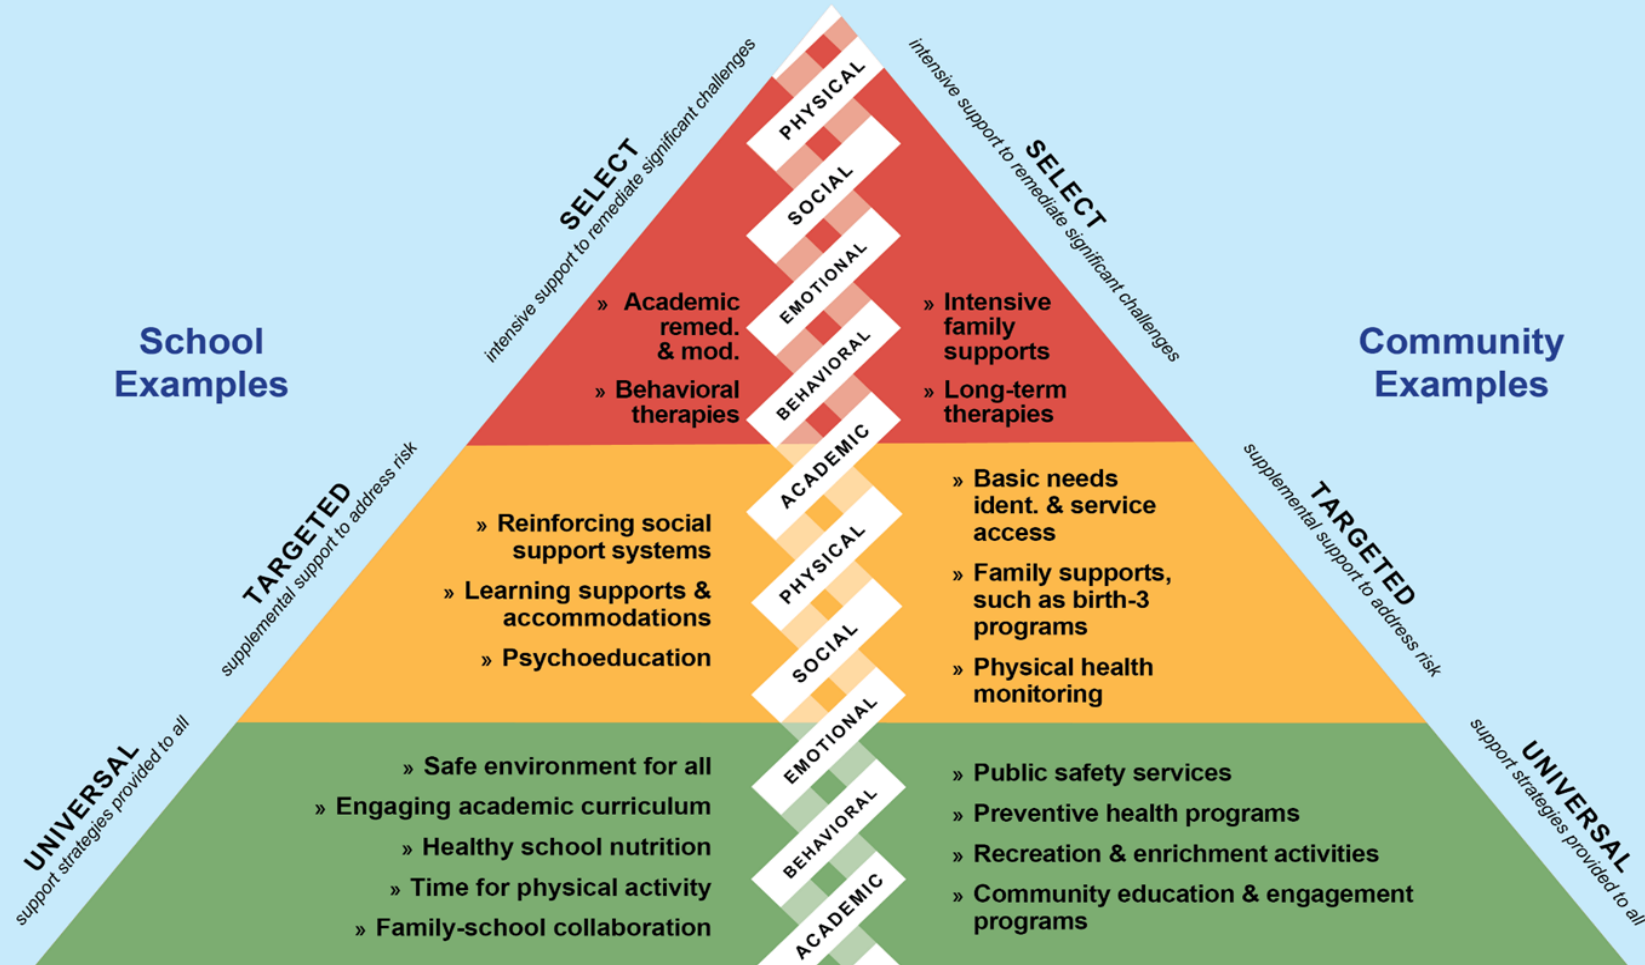 School
Examples
SELECT
intensive support to remediate significant challenges
» Academic
remed.
& mod.
» Behavioral
therapies
TARGETED
supplemental support to address risk
» Reinforcing social
support systems
» Learning supports &
accommodations
» Psychoeducation
UNIVERSAL
support strategies provided to all
» Safe environment for all
» Engaging academic curriculum
» Healthy school nutrition
» Time for physical activity
» Family-school collaboration
PHYSICAL
SOCIAL
EMOTIONAL
BEHAVIORAL
ACADEMIC
PHYSICAL
SOCIAL
EMOTIONAL
BEHAVIORAL
ACADEMIC
Community
Examples
SELECT
intensive support to remediate significant challenges
» Intensive
family
supports
» Long-term
therapies
TARGETED
supplemental support to address risk
» Basic needs
ident. & service
access
» Family supports,
such as birth-3
programs
» Physical health
monitoring
UNIVERSAL
support strategies provided to all
» Public safety services
» Preventive health programs
» Recreation & enrichment activities
» Community education & engagement
programs